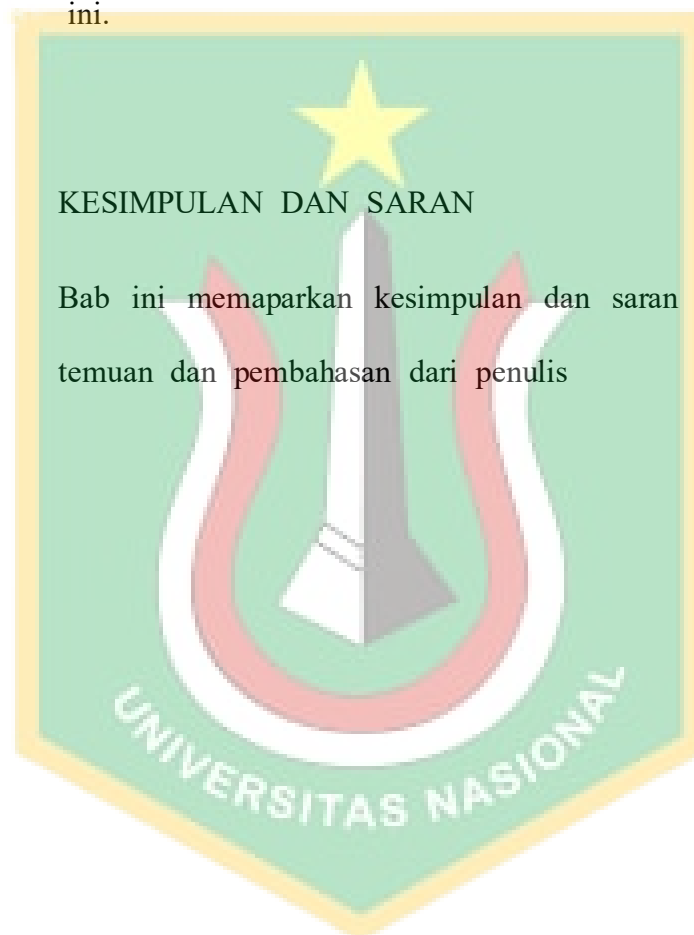 ini.
KESIMPULAN DAN SARAN
Bab ini memaparkan kesimpulan dan saran
temuan dan pembahasan dari penulis
UNIVERSITAS NASIONAL